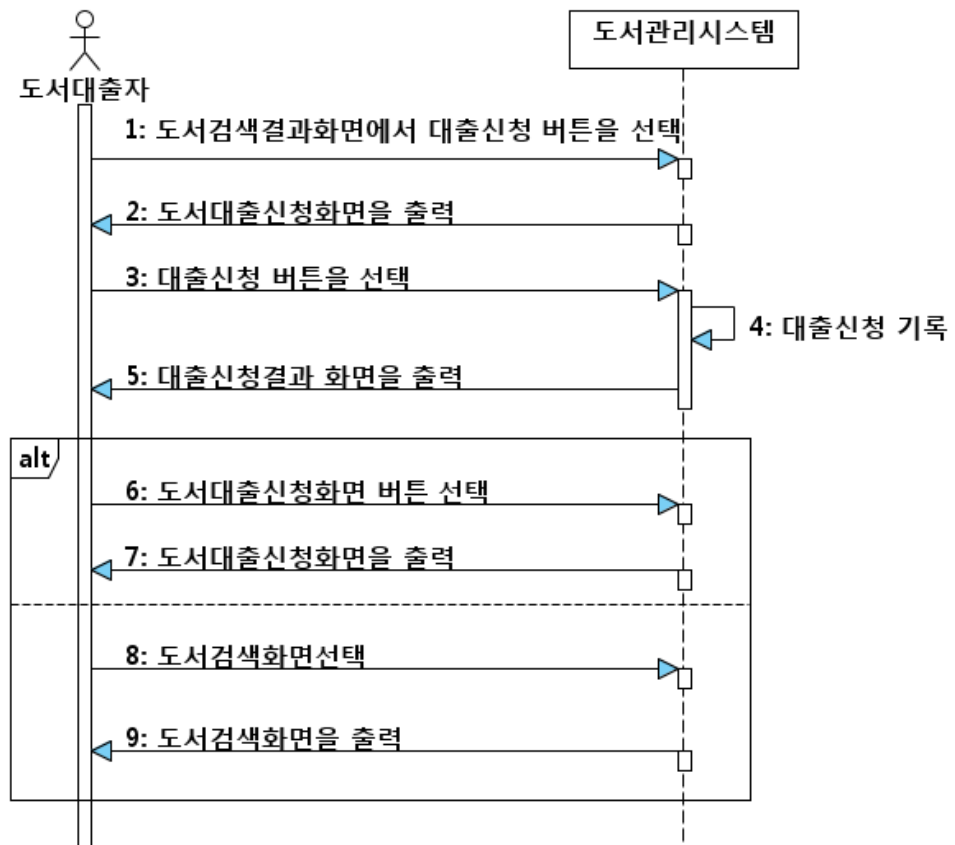 도서관리시스템
도서대출자
1: 도서검색결과화면에서 대출신청 버튼을 선택
2: 도서대출신청화면을 출력
3: 대출신청 버튼을 선택
4: 대출신청 기록
5: 대출신청결과 화면을 출력
alt
6: 도서대출신청화면 버튼 선택
7: 도서대출신청화면을 출력
8: 도서검색화면선택
9: 도서검색화면을 출력